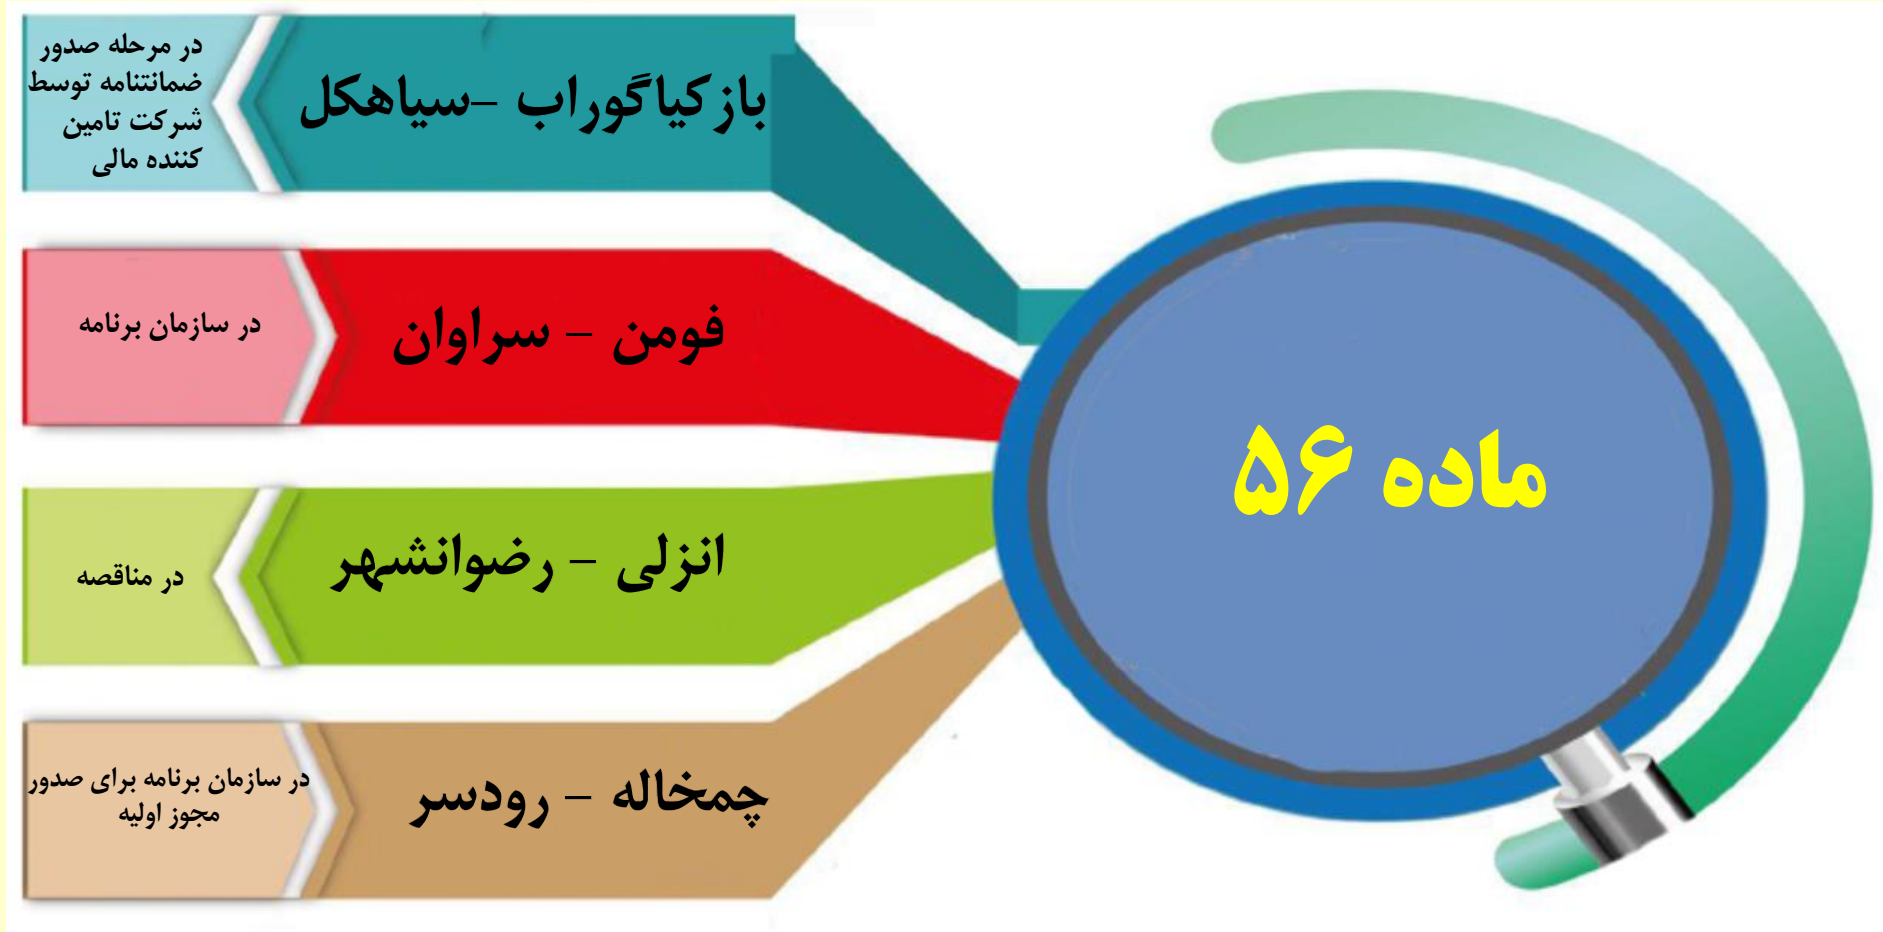 ماده ۵۶
بازکیاگوراب -سیاهکل
در مرحله صدور
ضمانتنامه توسط
شرکت تامین
کننده مالی
فومن - سراوان
در سازمان برنامه
انزلی - رضوانشهر
در مناقصه
چمخاله - رودسر
در سازمان برنامه برای صدور
مجوز اولیه